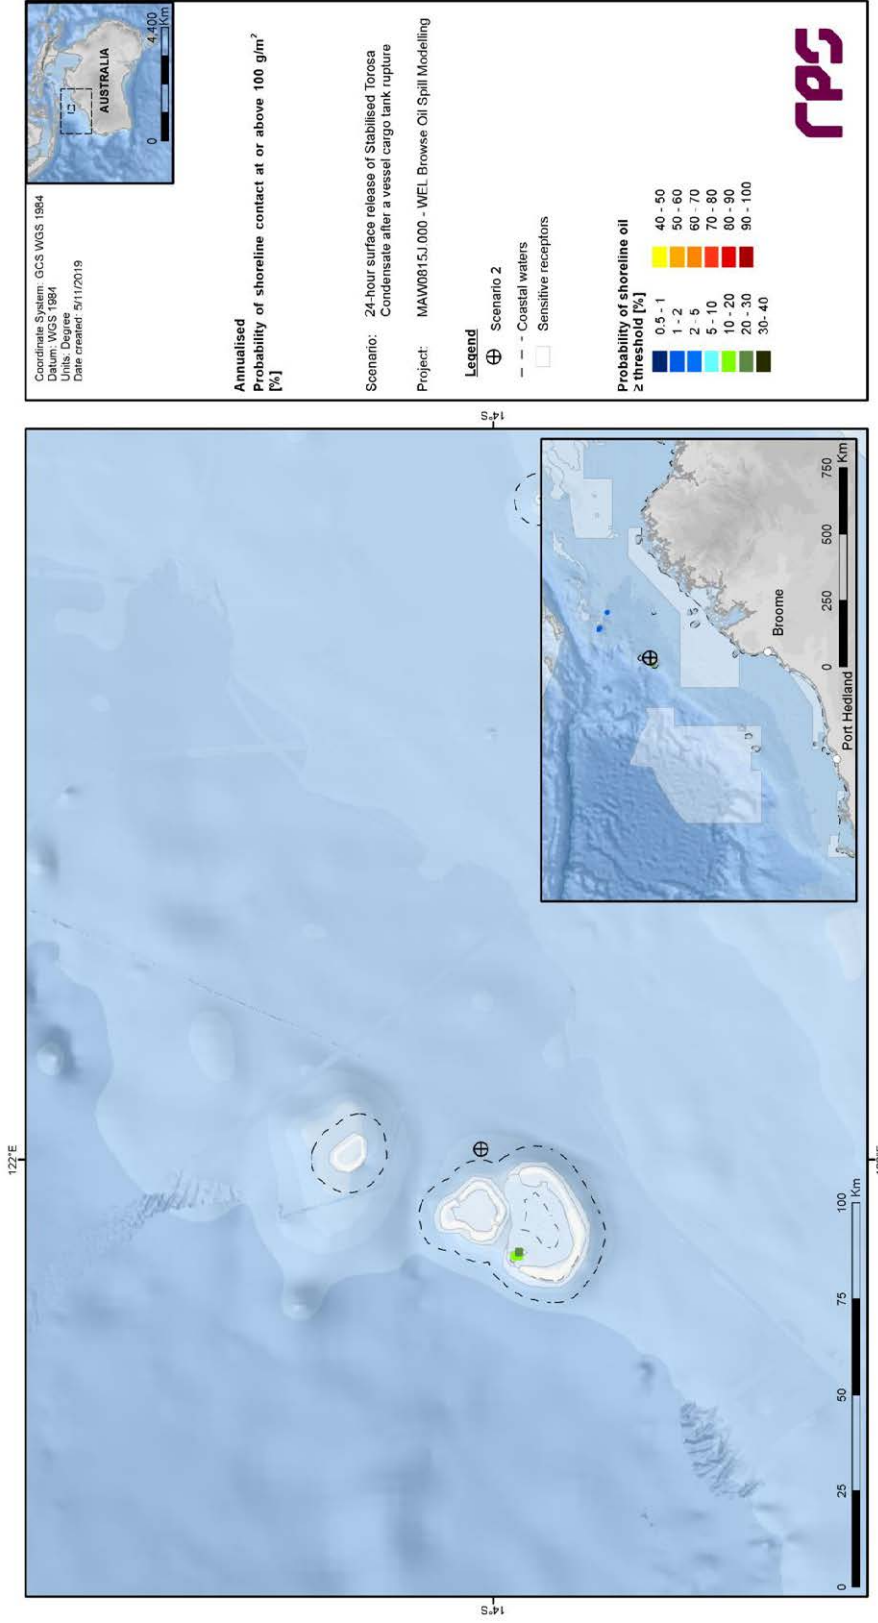 Coordinate System: GCS WGS 1984
Datum: WGS 1984
Units: Degree
Date created: 5/11/2019
AUSTRALIA
0
4,400
Km
Annualised
Probability of shoreline contact at or above 100 g/m²
[%]
Scenario: 24-hour surface release of Stabilised Torosa
Condensate after a vessel cargo tank rupture
Project: MAW0815J.000 - WEL Browse Oil Spill Modelling
Legend
Scenario 2
Coastal waters
Sensitive receptors
Probability of shoreline oil
≥ threshold [%]
0.5 - 1
1 - 2
2 - 5
5 - 10
10 - 20
20 - 30
30- 40
40 - 50
50 - 60
60 - 70
70 - 80
80 - 90
90 - 100
rps
122°E
14°S
14°S
0 25 50 75 100
Km
Broome
Port Hedland
0 250 500 750
Km